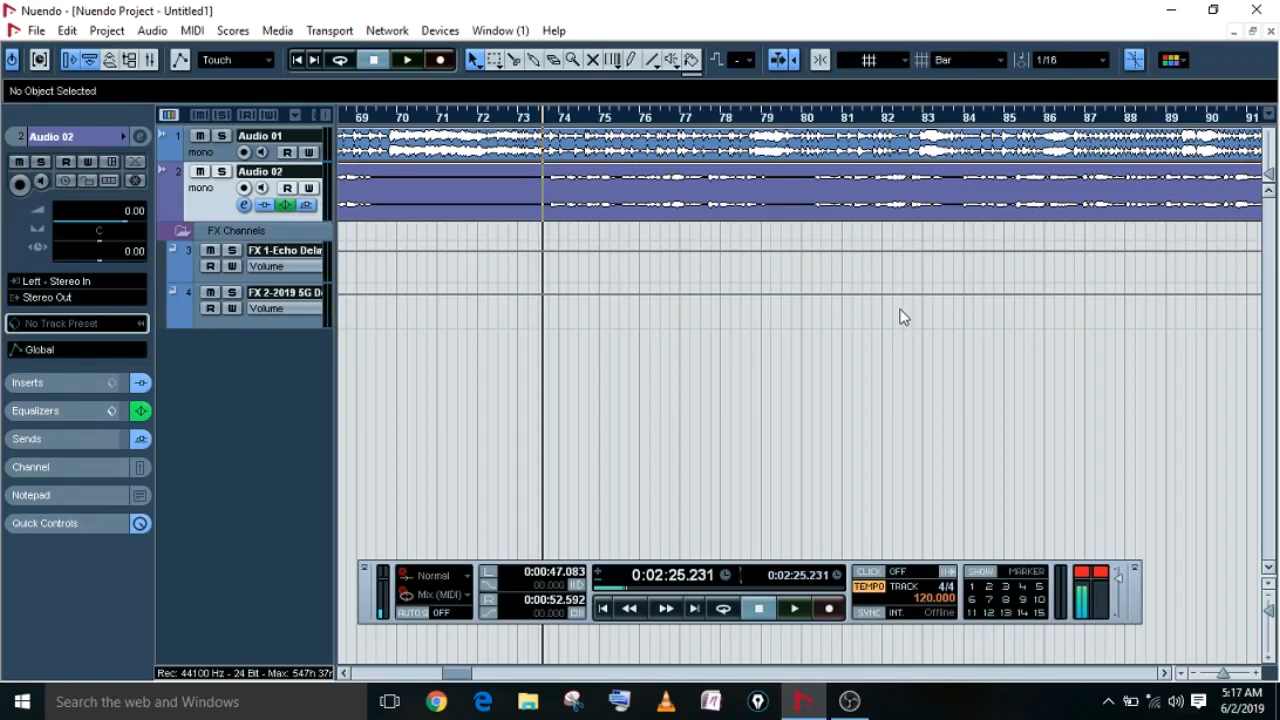 Nuendo - [Nuendo Project - Untitled1]
File Edit Project Audio MIDI Scores Media Transport Network Devices Window (1) Help
Touch Bar 1/16
No Object Selected
69 70 71 72 73 74 75 76 77 78 79 80 81 82 83 84 85 86 87 88 89 90 91
2 Audio 02
1 M S Audio 01
mono R W
2 M S Audio 02
mono R W
M S R W
0.00
C
0.00
FX Channels
3 M S FX 1-Echo Dela
R W Volume
4 M S FX 2-2019 5G D
R W Volume
Left - Stereo In
Stereo Out
No Track Preset
Global
Inserts
Equalizers
Sends
Channel
Notepad
Quick Controls
Normal
Mix (MIDI)
AUTO Q OFF
L 0:00:47.083
00.000
R 0:00:52.592
00.000
0:02:25.231 0:02:25.231
CLICK OFF
TEMPO TRACK 4/4
120.000
SYNC INT. Offline
SHOW MARKER
1 2 3 4 5
6 7 8 9 10
11 12 13 14 15
Rec: 44100 Hz - 24 Bit - Max: 547h 37r
Search the web and Windows
5:17 AM
6/2/2019